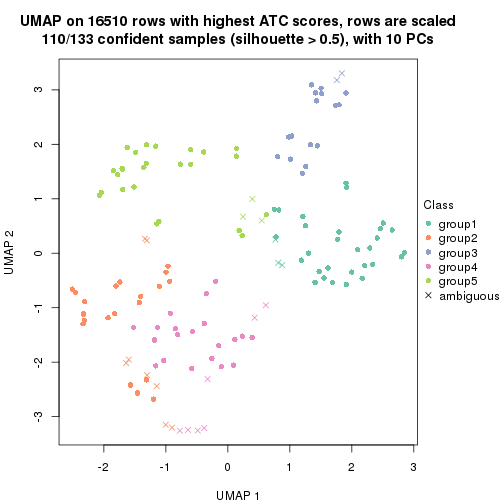 UMAP on 16510 rows with highest ATC scores, rows are scaled
110/133 confident samples (silhouette > 0.5), with 10 PCs
3
2
1
0
-1
-2
-3
UMAP 2
-2
-1
0
1
2
3
UMAP 1
Class
group1
group2
group3
group4
group5
ambiguous